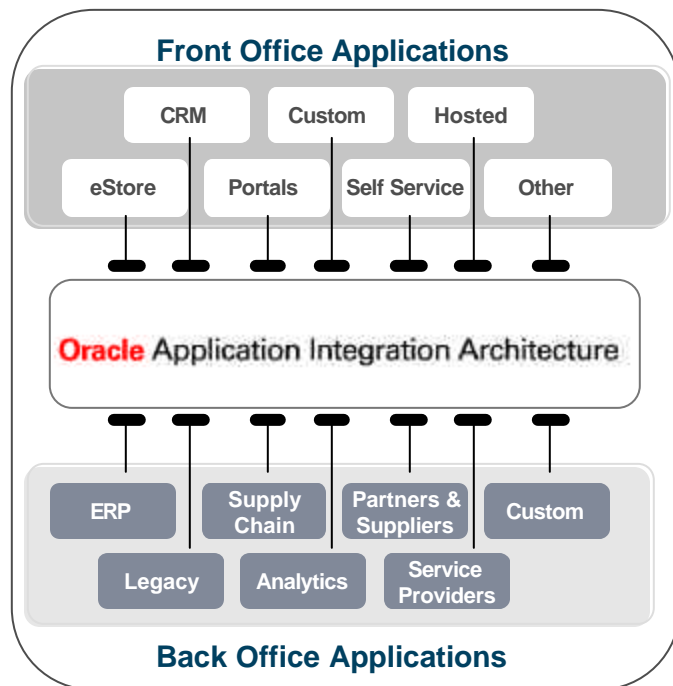 Front Office Applications
CRM
Custom
Hosted
eStore
Portals
Self Service
Other
Oracle Application Integration Architecture
ERP
Supply
Chain
Partners &
Suppliers
Custom
Legacy
Analytics
Service
Providers
Back Office Applications